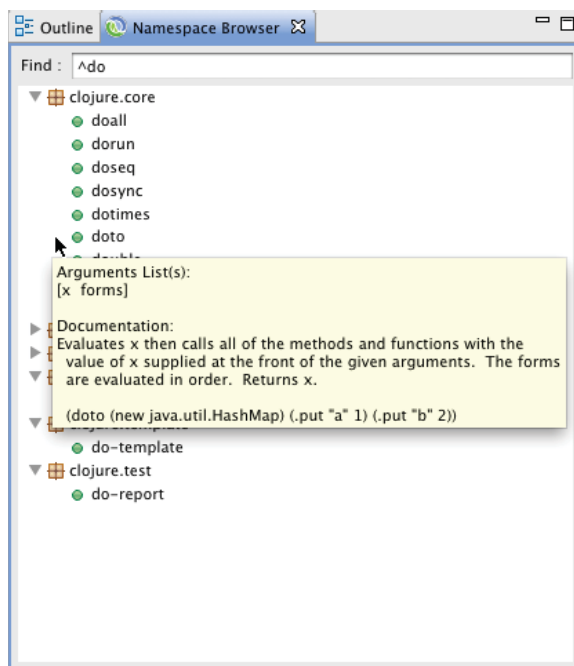 Outline Namespace Browser
Find : ^do
clojure.core
doall
dorun
doseq
dosync
dotimes
doto
double
Arguments List(s):
[x  forms]
Documentation:
Evaluates x then calls all of the methods and functions with the
value of x supplied at the front of the given arguments.  The forms
are evaluated in order.  Returns x.
(doto (new java.util.HashMap) (.put "a" 1) (.put "b" 2))
clojure.template
do-template
clojure.test
do-report